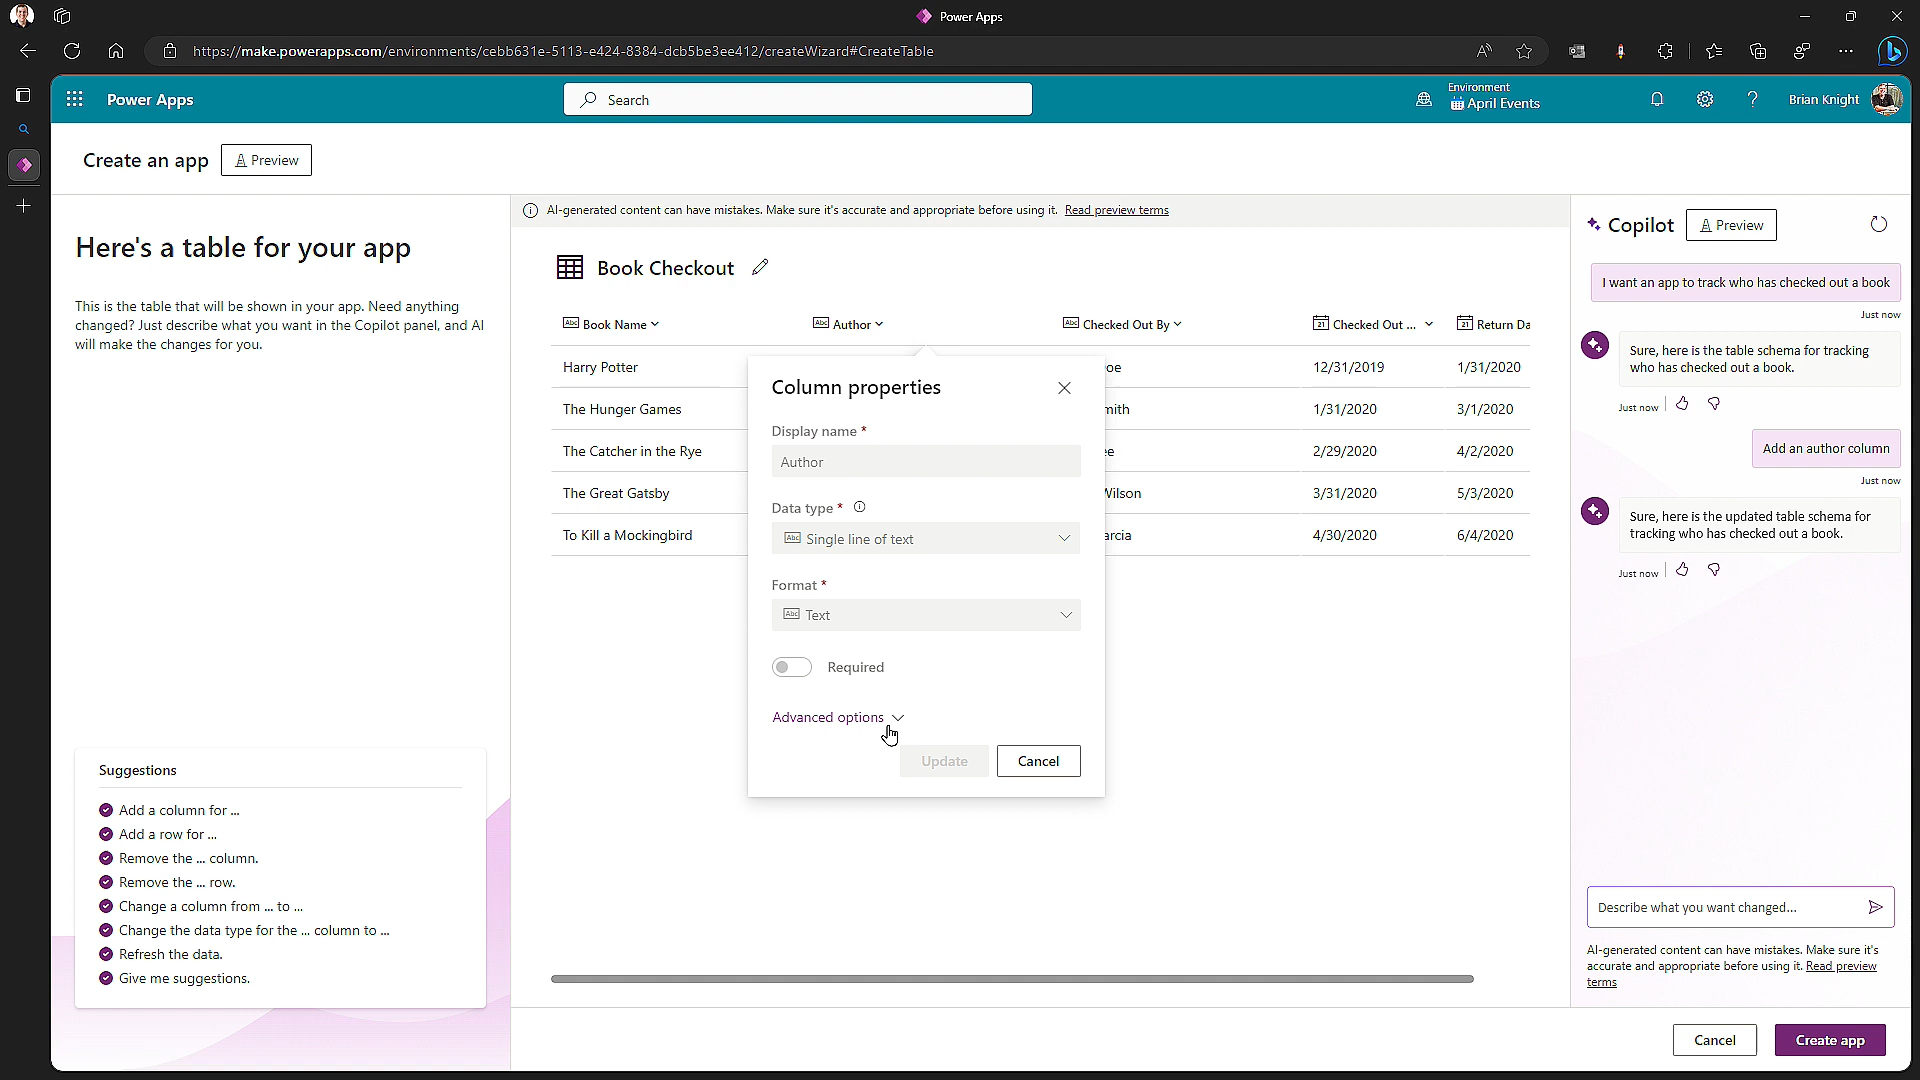 Power Apps
https://make.powerapps.com/environments/cebb631e-5113-e424-8384-dcb5be3ee412/createWizard#CreateTable
Power Apps
Search
Environment
April Events
?
Brian Knight
Create an app
Preview
Here's a table for your app
This is the table that will be shown in your app. Need anything
changed? Just describe what you want in the Copilot panel, and AI
will make the changes for you.
Suggestions
Add a column for ...
Add a row for ...
Remove the ... column.
Remove the ... row.
Change a column from ... to ...
Change the data type for the ... column to ...
Refresh the data.
Give me suggestions.
AI-generated content can have mistakes. Make sure it's accurate and appropriate before using it. Read preview terms
Book Checkout
Abc Book Name Abc Author Abc Checked Out By 21 Checked Out ... 21 Return Da
Harry Potter oe 12/31/2019 1/31/2020
The Hunger Games mith 1/31/2020 3/1/2020
The Catcher in the Rye ee 2/29/2020 4/2/2020
The Great Gatsby Wilson 3/31/2020 5/3/2020
To Kill a Mockingbird arcia 4/30/2020 6/4/2020
Column properties
Display name *
Author
Data type *
Abc Single line of text
Format *
Abc Text
Required
Advanced options
Update
Cancel
Copilot
Preview
I want an app to track who has checked out a book
Just now
Sure, here is the table schema for tracking
who has checked out a book.
Just now
Add an author column
Just now
Sure, here is the updated table schema for
tracking who has checked out a book.
Just now
Describe what you want changed...
AI-generated content can have mistakes. Make sure it's
accurate and appropriate before using it. Read preview
terms
Cancel
Create app